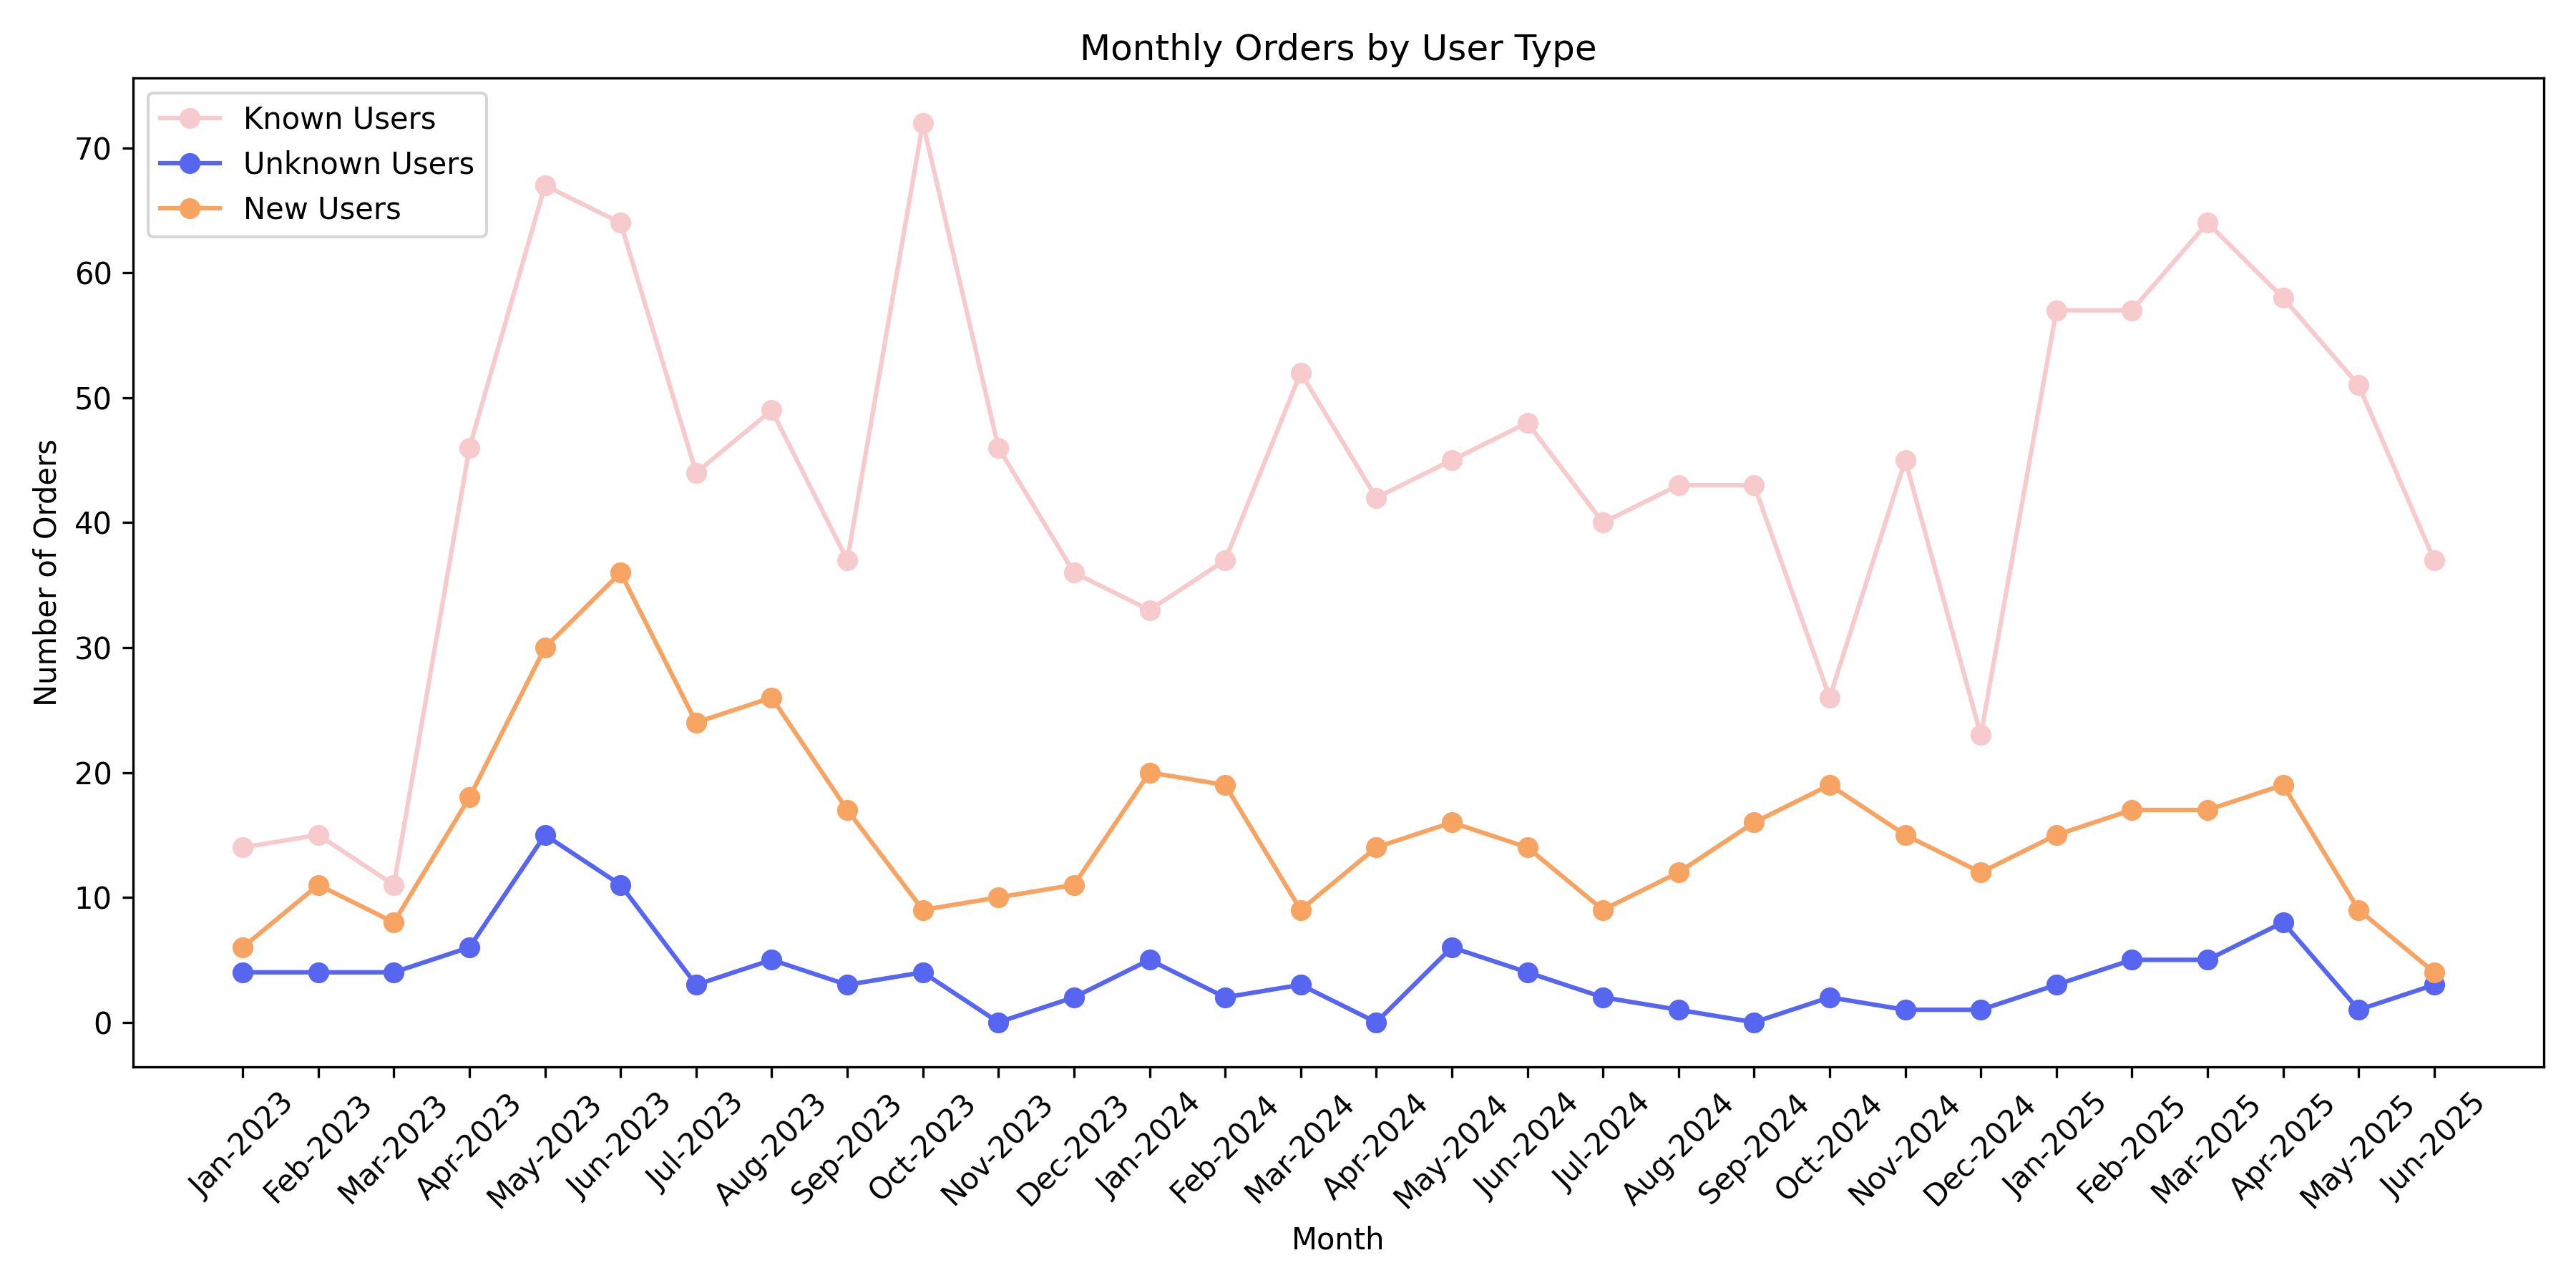 Monthly Orders by User Type
Known Users
Unknown Users
New Users
Number of Orders
70
60
50
40
30
20
10
0
Jan-2023
Feb-2023
Mar-2023
Apr-2023
May-2023
Jun-2023
Jul-2023
Aug-2023
Sep-2023
Oct-2023
Nov-2023
Dec-2023
Jan-2024
Feb-2024
Mar-2024
Apr-2024
May-2024
Jun-2024
Jul-2024
Aug-2024
Sep-2024
Oct-2024
Nov-2024
Dec-2024
Jan-2025
Feb-2025
Mar-2025
Apr-2025
May-2025
Jun-2025
Month